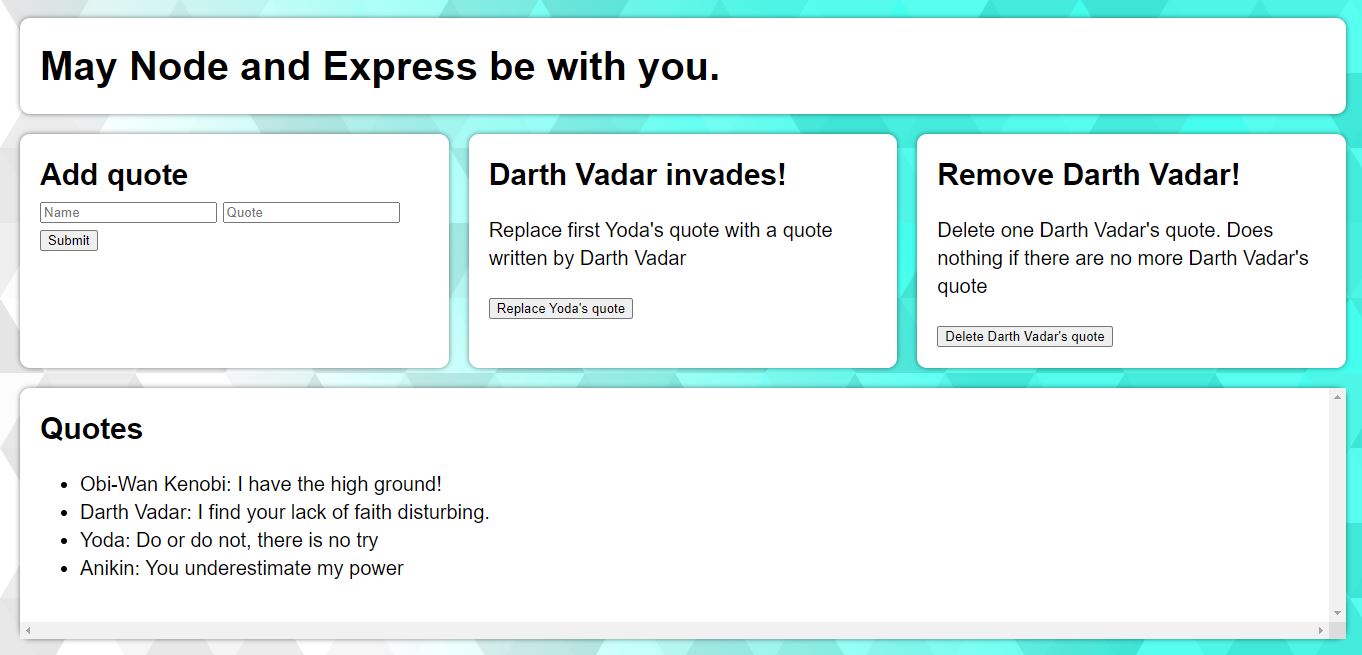 May Node and Express be with you.
Add quote
Name Quote
Submit
Darth Vadar invades!
Replace first Yoda's quote with a quote
written by Darth Vadar
Replace Yoda's quote
Remove Darth Vadar!
Delete one Darth Vadar's quote. Does
nothing if there are no more Darth Vadar's
quote
Delete Darth Vadar's quote
Quotes
• Obi-Wan Kenobi: I have the high ground!
• Darth Vadar: I find your lack of faith disturbing.
• Yoda: Do or do not, there is no try
• Anikin: You underestimate my power